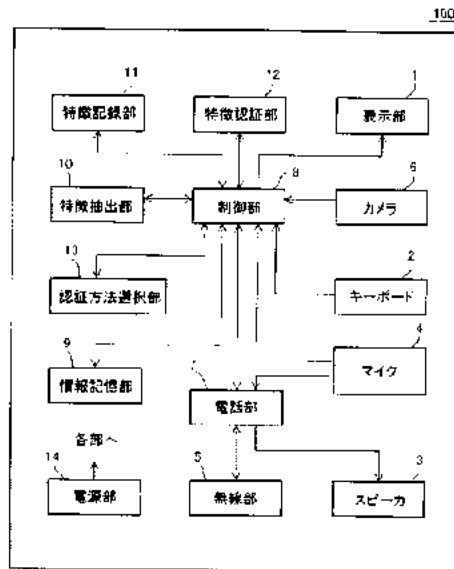 100
11
12
1
特徴記録部
特徴認証部
表示部
10
8
6
特徴抽出部
制御部
カメラ
13
2
認証方法選択部
キーボード
9
4
情報記憶部
マイク
電話部
各部へ
14
5
3
電源部
無線部
スピーカ